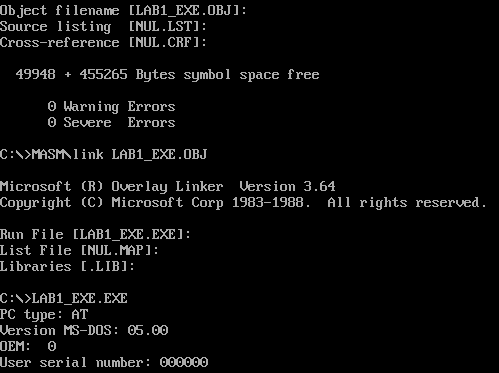 Object filename [LAB1_EXE.OBJ]:
Source listing  [NUL.LST]:
Cross-reference [NUL.CRF]:
  49948 + 455265 Bytes symbol space free
      0 Warning Errors
      0 Severe  Errors
C:\>MASM\link LAB1_EXE.OBJ
Microsoft (R) Overlay Linker  Version 3.64
Copyright (C) Microsoft Corp 1983-1988.  All rights reserved.
Run File [LAB1_EXE.EXE]:
List File [NUL.MAP]:
Libraries [.LIB]:
C:\>LAB1_EXE.EXE
PC type: AT
Version MS-DOS: 05.00
OEM:  0
User serial number: 000000